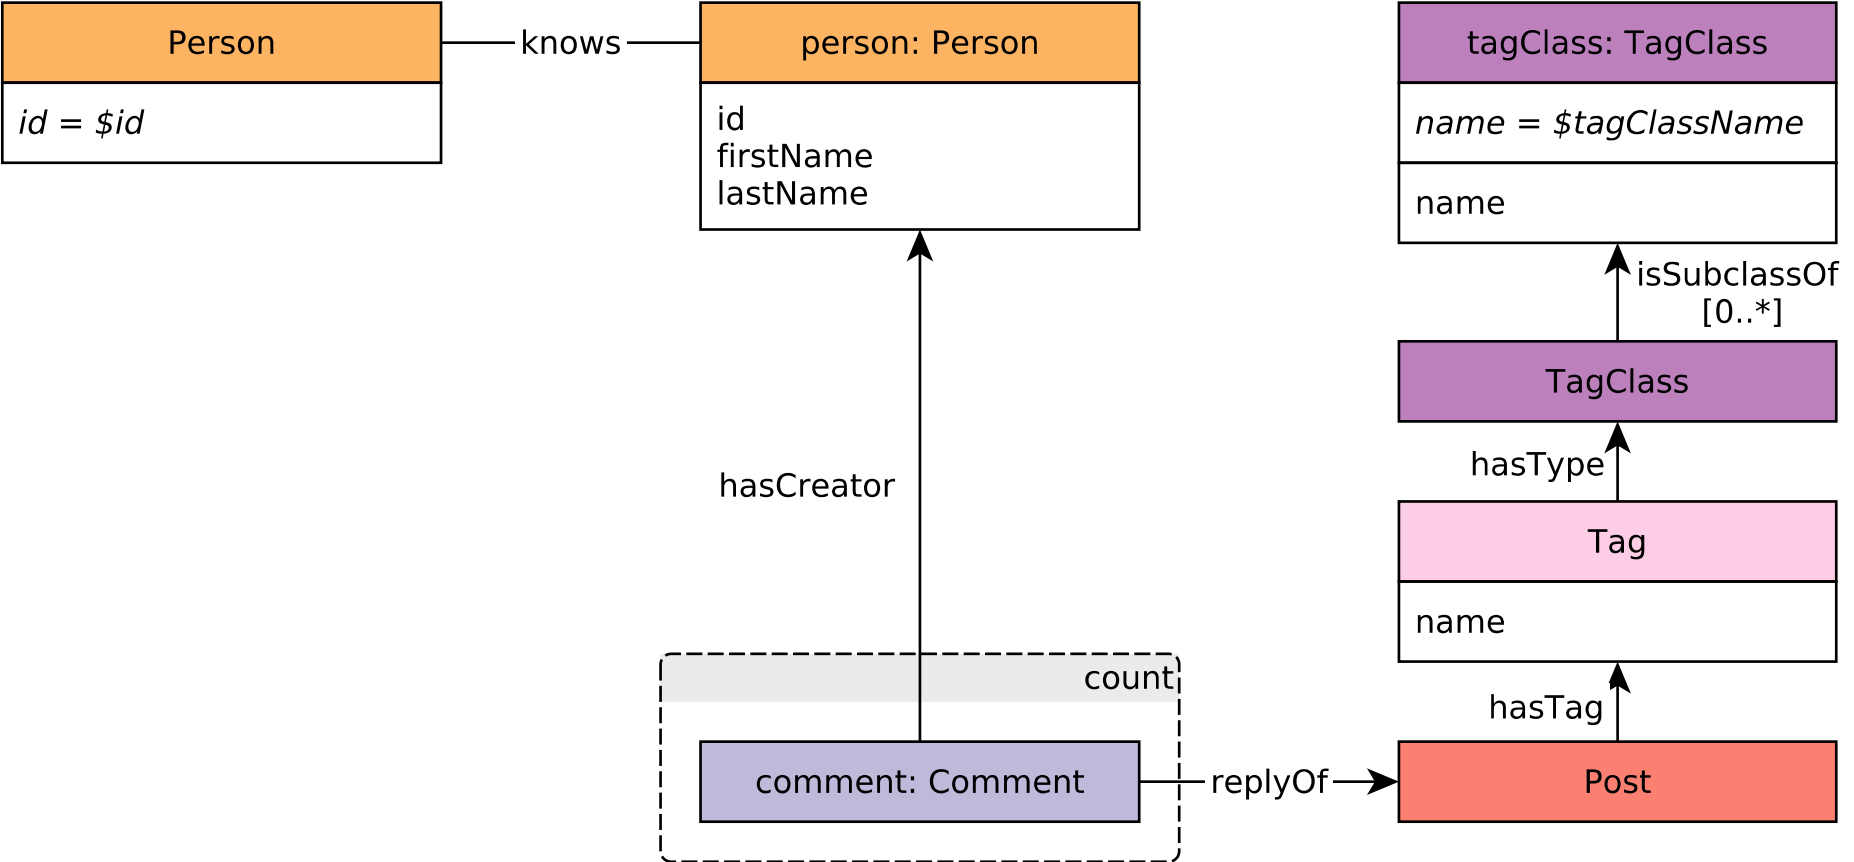 Person
id = $id
knows
person: Person
id
firstName
lastName
tagClass: TagClass
name = $tagClassName
name
isSubclassOf
[0..*]
TagClass
hasType
Tag
name
hasTag
hasCreator
count
comment: Comment
replyOf
Post